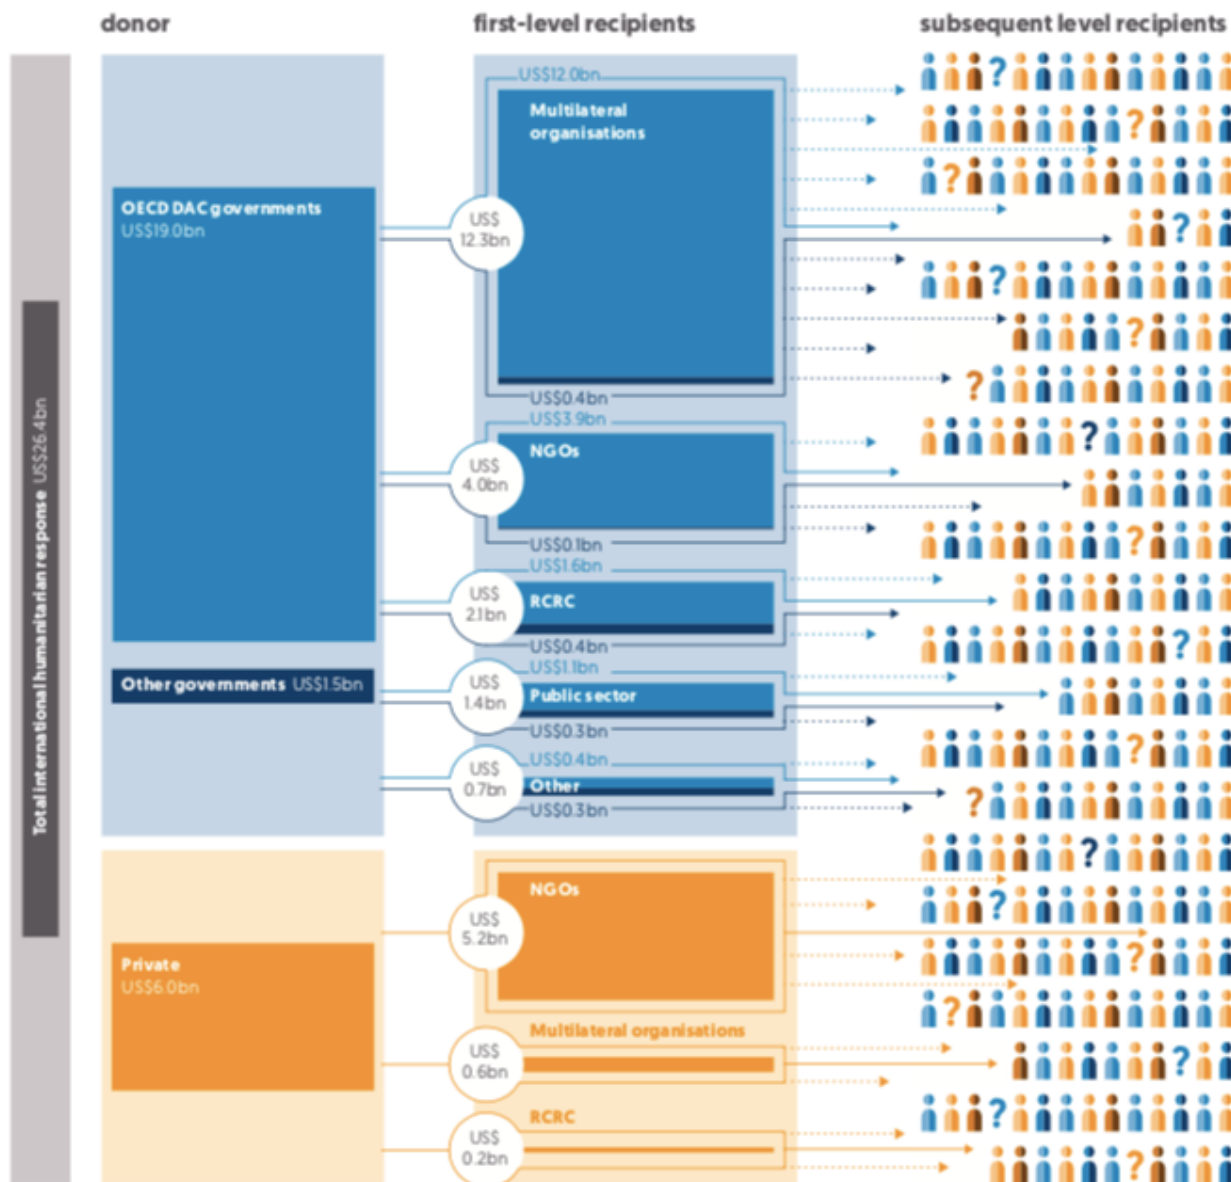 donor
first-level recipients
subsequent level recipients
Total international humanitarian response US$26.4bn
OECD DAC governments
US$19.0bn
Other governments US$1.5bn
US$12.0bn
Multilateral
organisations
US$
12.3bn
US$0.4bn
US$3.9bn
NGOs
US$
4.0bn
US$0.1bn
US$1.6bn
RCRC
US$
2.1bn
US$0.4bn
US$1.1bn
Public sector
US$
1.4bn
US$0.3bn
US$0.4bn
Other
US$
0.7bn
US$0.3bn
Private
US$6.0bn
NGOs
US$
5.2bn
Multilateral organisations
US$
0.6bn
RCRC
US$
0.2bn
? ? ? ? ? ? ? ? ? ? ? ? ? ? ? ? ? ? ?